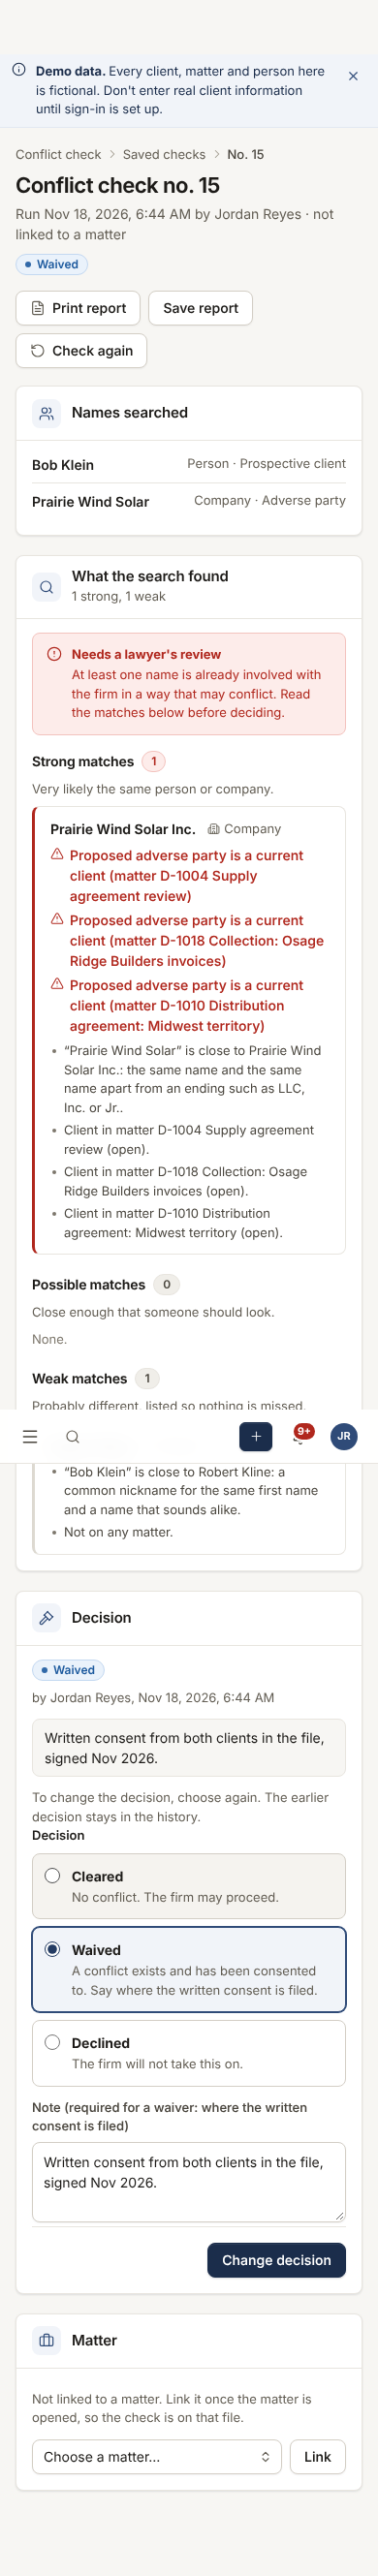 Demo data. Every client, matter and person here
is fictional. Don't enter real client information
until sign-in is set up.
Conflict check > Saved checks > No. 15
Conflict check no. 15
Run Nov 18, 2026, 6:44 AM by Jordan Reyes · not
linked to a matter
Waived
Print report
Save report
Check again
Names searched
Bob Klein
Person · Prospective client
Prairie Wind Solar
Company · Adverse party
What the search found
1 strong, 1 weak
Needs a lawyer's review
At least one name is already involved with
the firm in a way that may conflict. Read
the matches below before deciding.
Strong matches 1
Very likely the same person or company.
Prairie Wind Solar Inc. Company
Proposed adverse party is a current
client (matter D-1004 Supply
agreement review)
Proposed adverse party is a current
client (matter D-1018 Collection: Osage
Ridge Builders invoices)
Proposed adverse party is a current
client (matter D-1010 Distribution
agreement: Midwest territory)
• “Prairie Wind Solar” is close to Prairie Wind
Solar Inc.: the same name and the same
name apart from an ending such as LLC,
Inc. or Jr..
• Client in matter D-1004 Supply agreement
review (open).
• Client in matter D-1018 Collection: Osage
Ridge Builders invoices (open).
• Client in matter D-1010 Distribution
agreement: Midwest territory (open).
Possible matches 0
Close enough that someone should look.
None.
Weak matches 1
Probably different, listed so nothing is missed.
9+
JR
• “Bob Klein” is close to Robert Kline: a
common nickname for the same first name
and a name that sounds alike.
• Not on any matter.
Decision
Waived
by Jordan Reyes, Nov 18, 2026, 6:44 AM
Written consent from both clients in the file,
signed Nov 2026.
To change the decision, choose again. The earlier
decision stays in the history.
Decision
Cleared
No conflict. The firm may proceed.
Waived
A conflict exists and has been consented
to. Say where the written consent is filed.
Declined
The firm will not take this on.
Note (required for a waiver: where the written
consent is filed)
Written consent from both clients in the file,
signed Nov 2026.
Change decision
Matter
Not linked to a matter. Link it once the matter is
opened, so the check is on that file.
Choose a matter...
Link